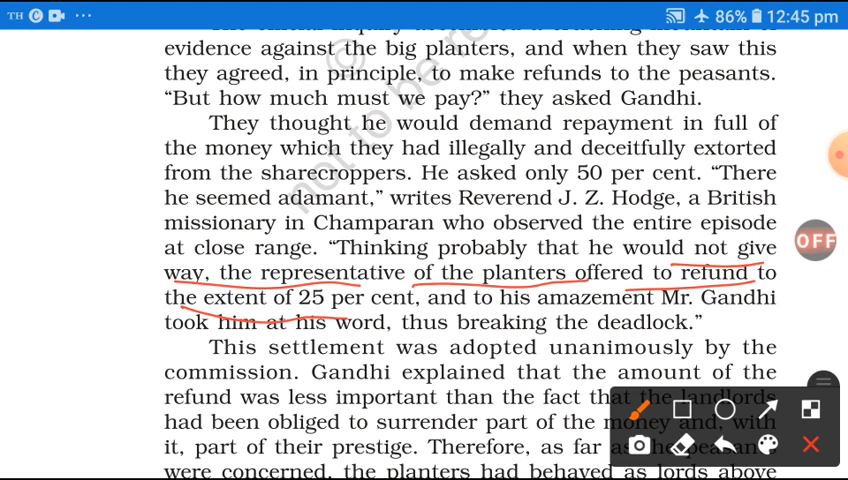 TH © ... 86% 12:45 pm
evidence against the big planters, and when they saw this
they agreed, in principle, to make refunds to the peasants.
“But how much must we pay?” they asked Gandhi.
They thought he would demand repayment in full of
the money which they had illegally and deceitfully extorted
from the sharecroppers. He asked only 50 per cent. “There
he seemed adamant,” writes Reverend J. Z. Hodge, a British
missionary in Champaran who observed the entire episode
at close range. “Thinking probably that he would not give
way, the representative of the planters offered to refund to
the extent of 25 per cent, and to his amazement Mr. Gandhi
took him at his word, thus breaking the deadlock.”
This settlement was adopted unanimously by the
commission. Gandhi explained that the amount of the
refund was less important than the fact that the landlords
had been obliged to surrender part of the money and, with
it, part of their prestige. Therefore, as far as the peasants
were concerned, the planters had behaved as lords above
© not to be re
OFF